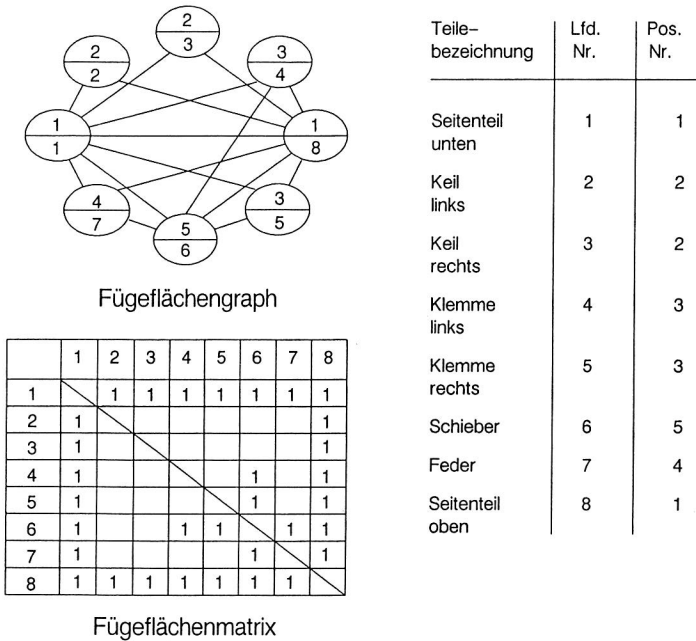 2
3
2
2
3
4
1
1
1
8
4
7
3
5
5
6
Fügeflächengraph
1 2 3 4 5 6 7 8
1 1 1 1 1 1 1 1
2 1 1
3 1 1
4 1 1 1
5 1 1 1
6 1 1 1 1 1
7 1 1 1
8 1 1 1 1 1 1 1
Fügeflächenmatrix
Teile– Lfd. Pos.
bezeichnung Nr. Nr.
Seitenteil 1 1
unten
Keil 2 2
links
Keil 3 2
rechts
Klemme 4 3
links
Klemme 5 3
rechts
Schieber 6 5
Feder 7 4
Seitenteil 8 1
oben